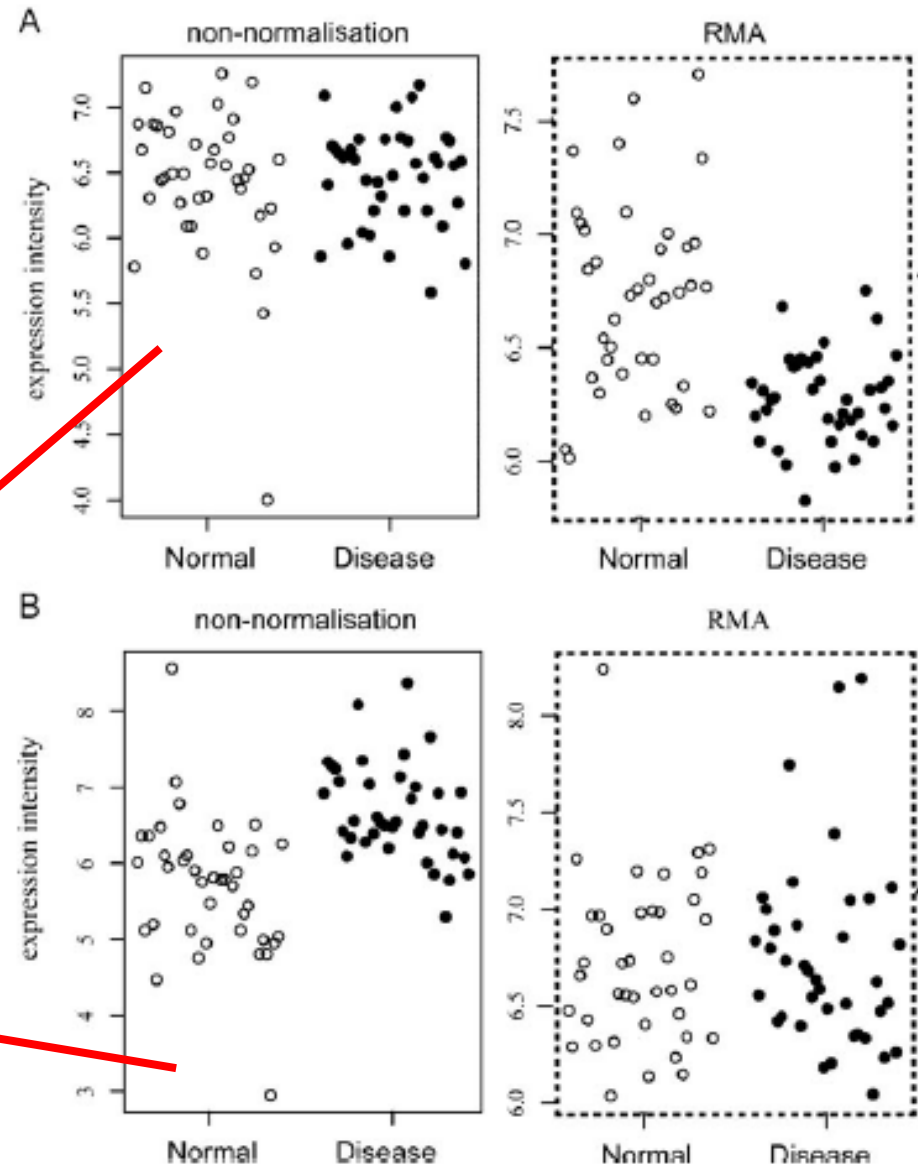 A
non-normalisation
RMA
expression intensity
7.0
6.5
6.0
5.5
5.0
4.5
4.0
7.5
7.0
6.5
6.0
Normal
Disease
Normal
Disease
B
non-normalisation
RMA
expression intensity
8
7
6
5
4
3
8.0
7.5
7.0
6.5
6.0
Normal
Disease
Normal
Disease